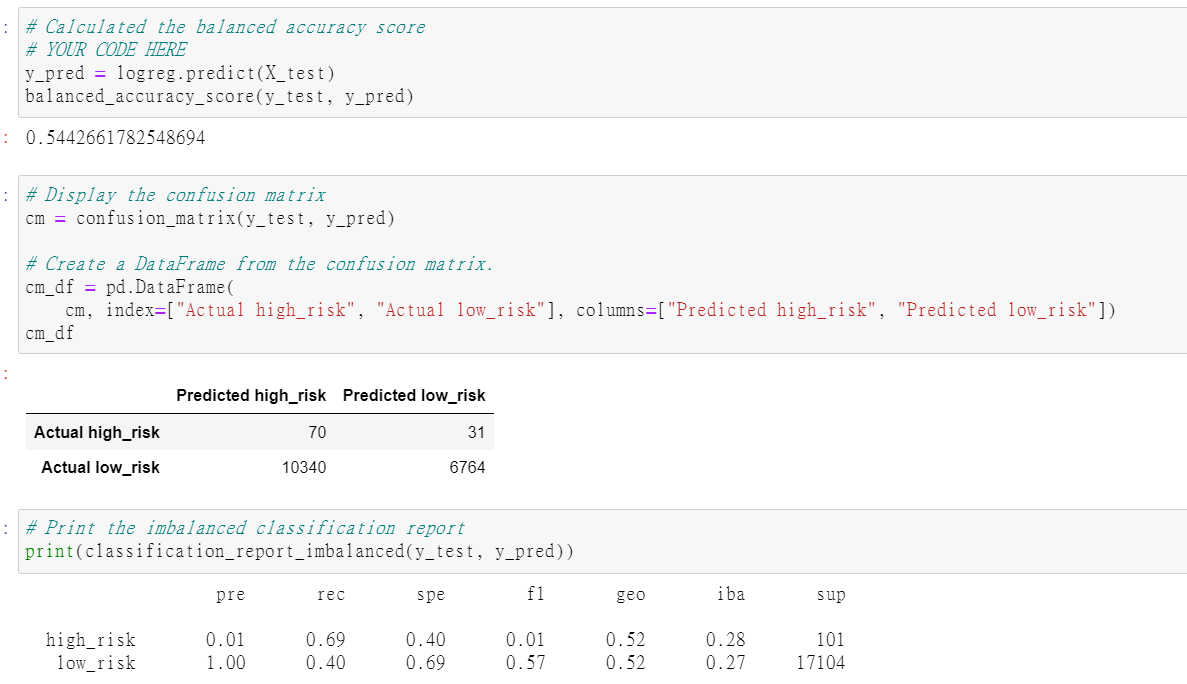 : # Calculated the balanced accuracy score
# YOUR CODE HERE
y_pred = logreg.predict(X_test)
balanced_accuracy_score(y_test, y_pred)
: 0.5442661782548694
: # Display the confusion matrix
cm = confusion_matrix(y_test, y_pred)
# Create a DataFrame from the confusion matrix.
cm_df = pd.DataFrame(
cm, index=["Actual high_risk", "Actual low_risk"], columns=["Predicted high_risk", "Predicted low_risk"])
cm_df
:
Predicted high_risk Predicted low_risk
Actual high_risk 70 31
Actual low_risk 10340 6764
: # Print the imbalanced classification report
print(classification_report_imbalanced(y_test, y_pred))
pre rec spe f1 geo iba sup
high_risk 0.01 0.69 0.40 0.01 0.52 0.28 101
low_risk 1.00 0.40 0.69 0.57 0.52 0.27 17104